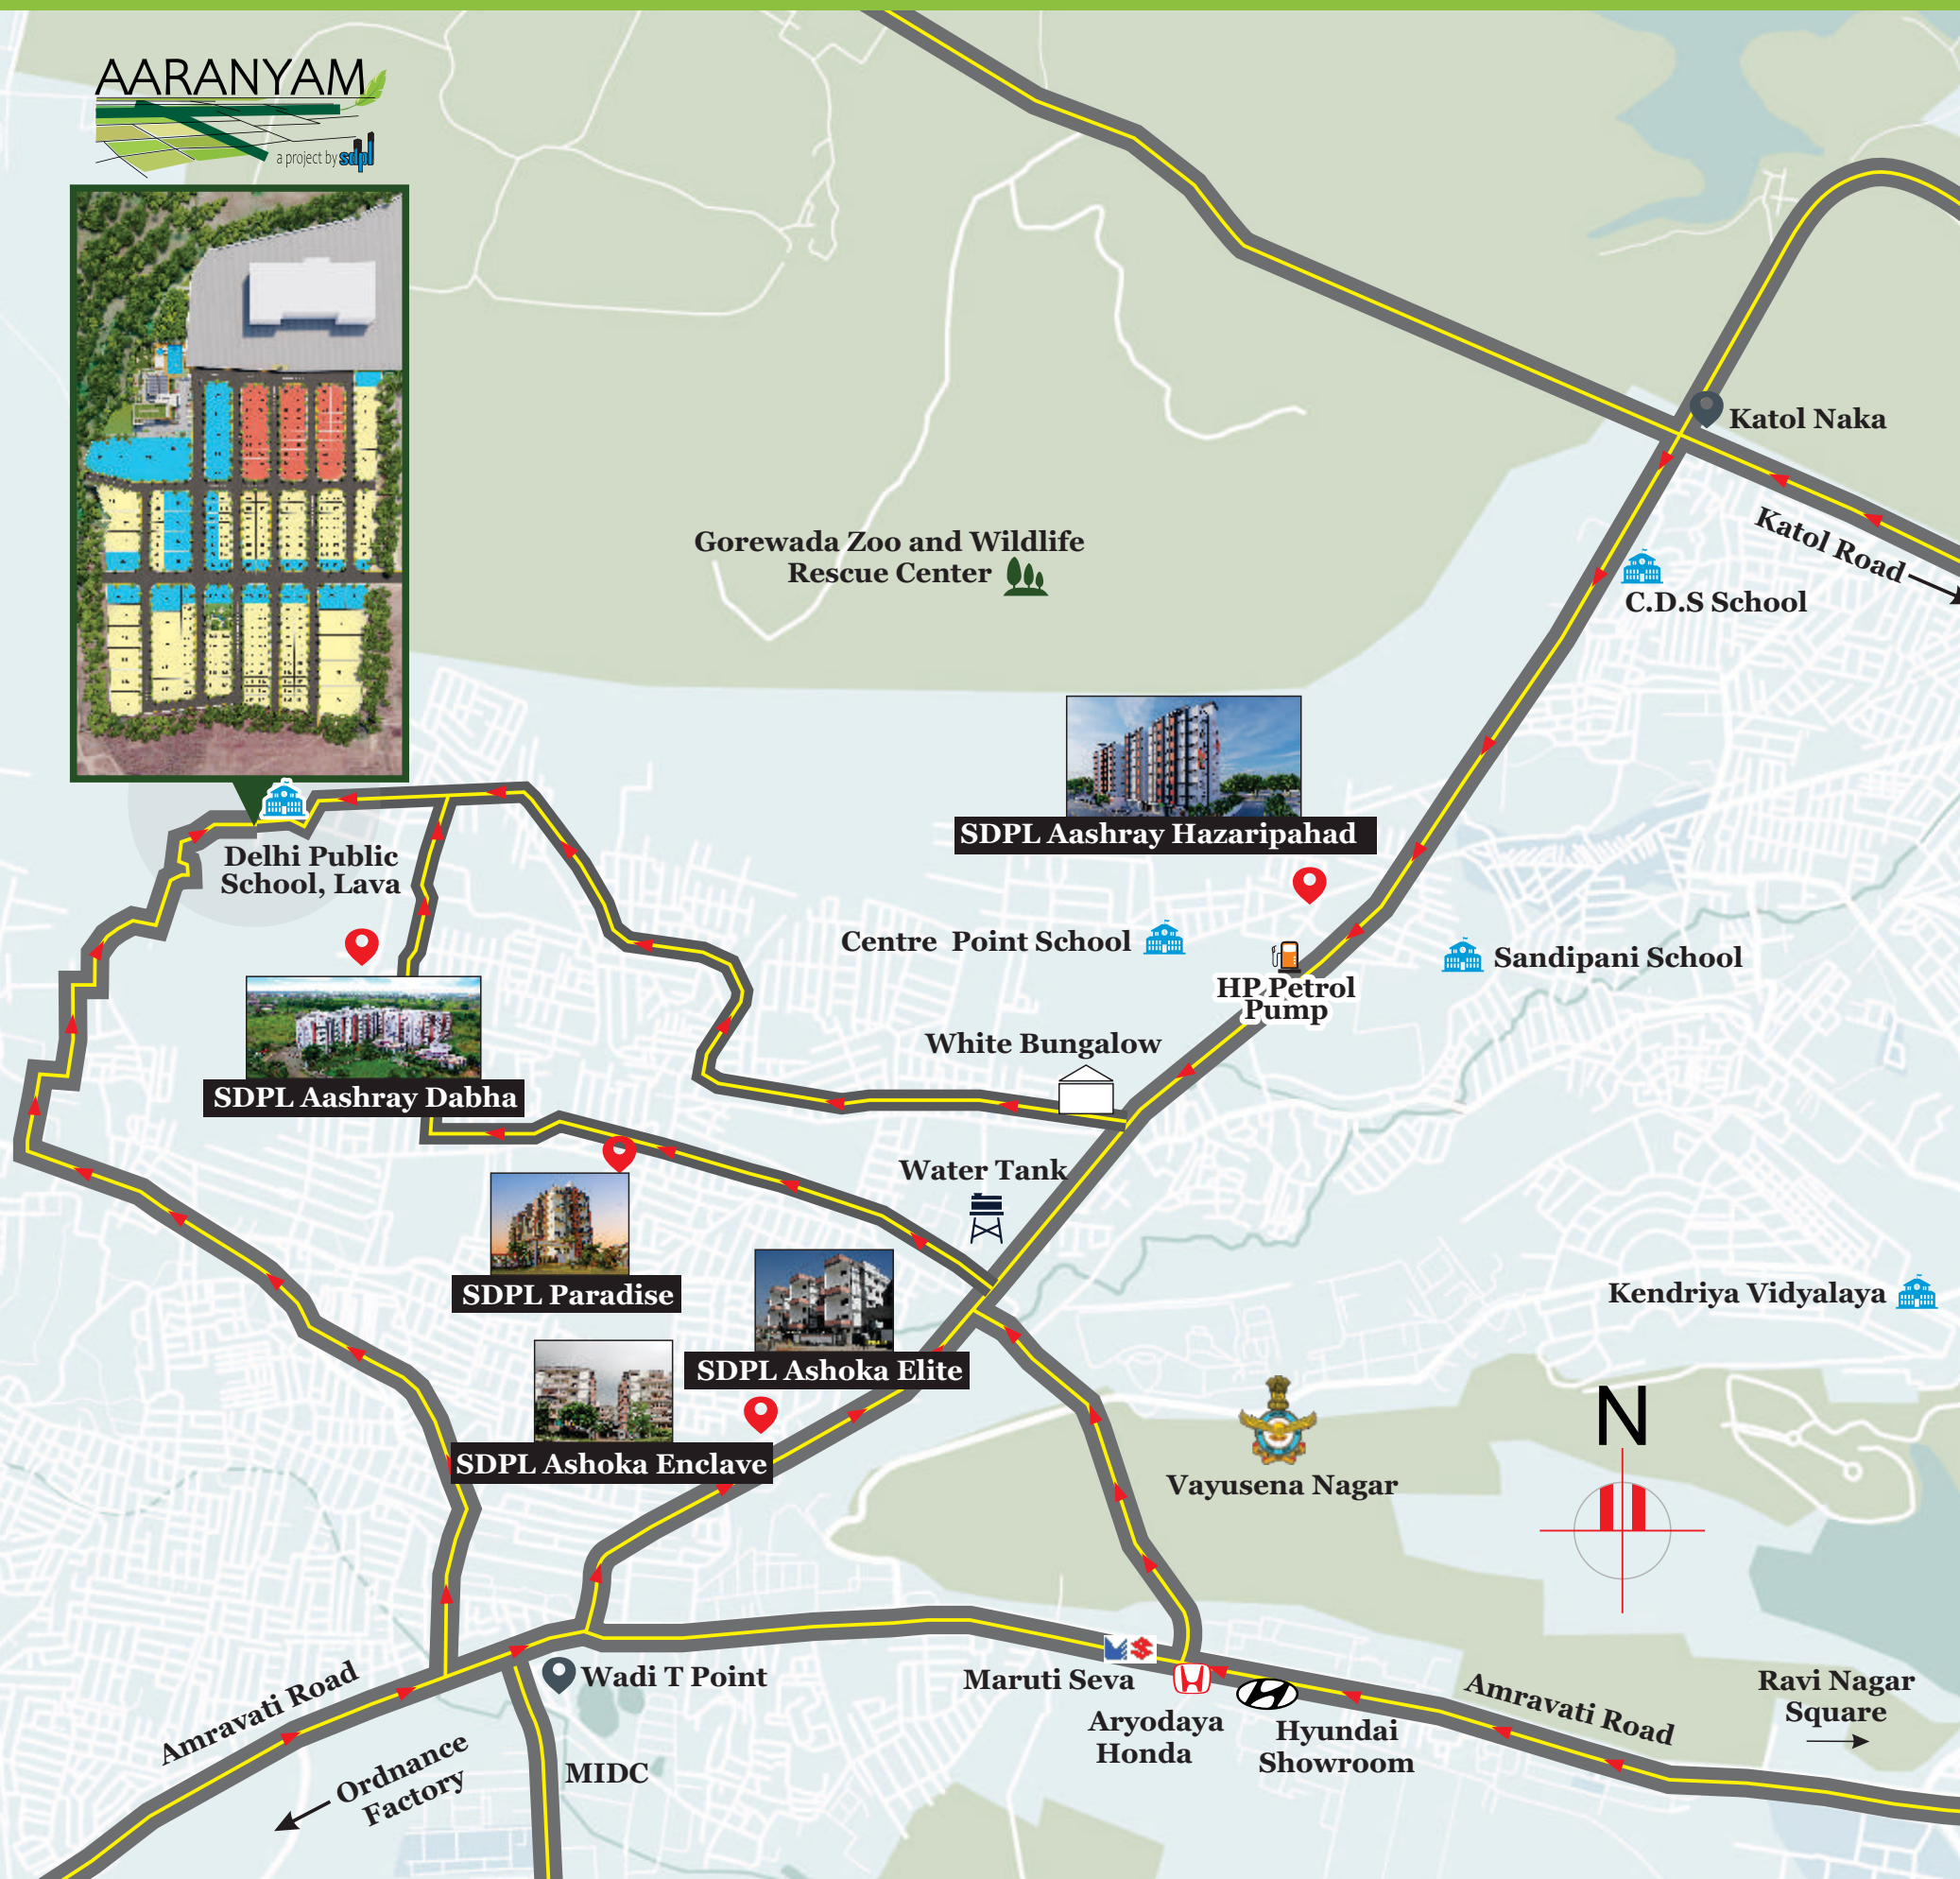 AARANYAM
a project by sdpl
Katol Naka
Katol Road
Gorewada Zoo and Wildlife
Rescue Center
C.D.S School
SDPL Aashray Hazaripahad
Delhi Public
School, Lava
Centre Point School
Sandipani School
HP Petrol
Pump
White Bungalow
SDPL Aashray Dabha
Water Tank
SDPL Paradise
Kendriya Vidyalaya
SDPL Ashoka Elite
SDPL Ashoka Enclave
N
Vayusena Nagar
Wadi T Point
Maruti Seva
Amravati Road
Amravati Road
Ravi Nagar
Square
Aryodaya
Honda
Hyundai
Showroom
Ordnance
Factory
MIDC